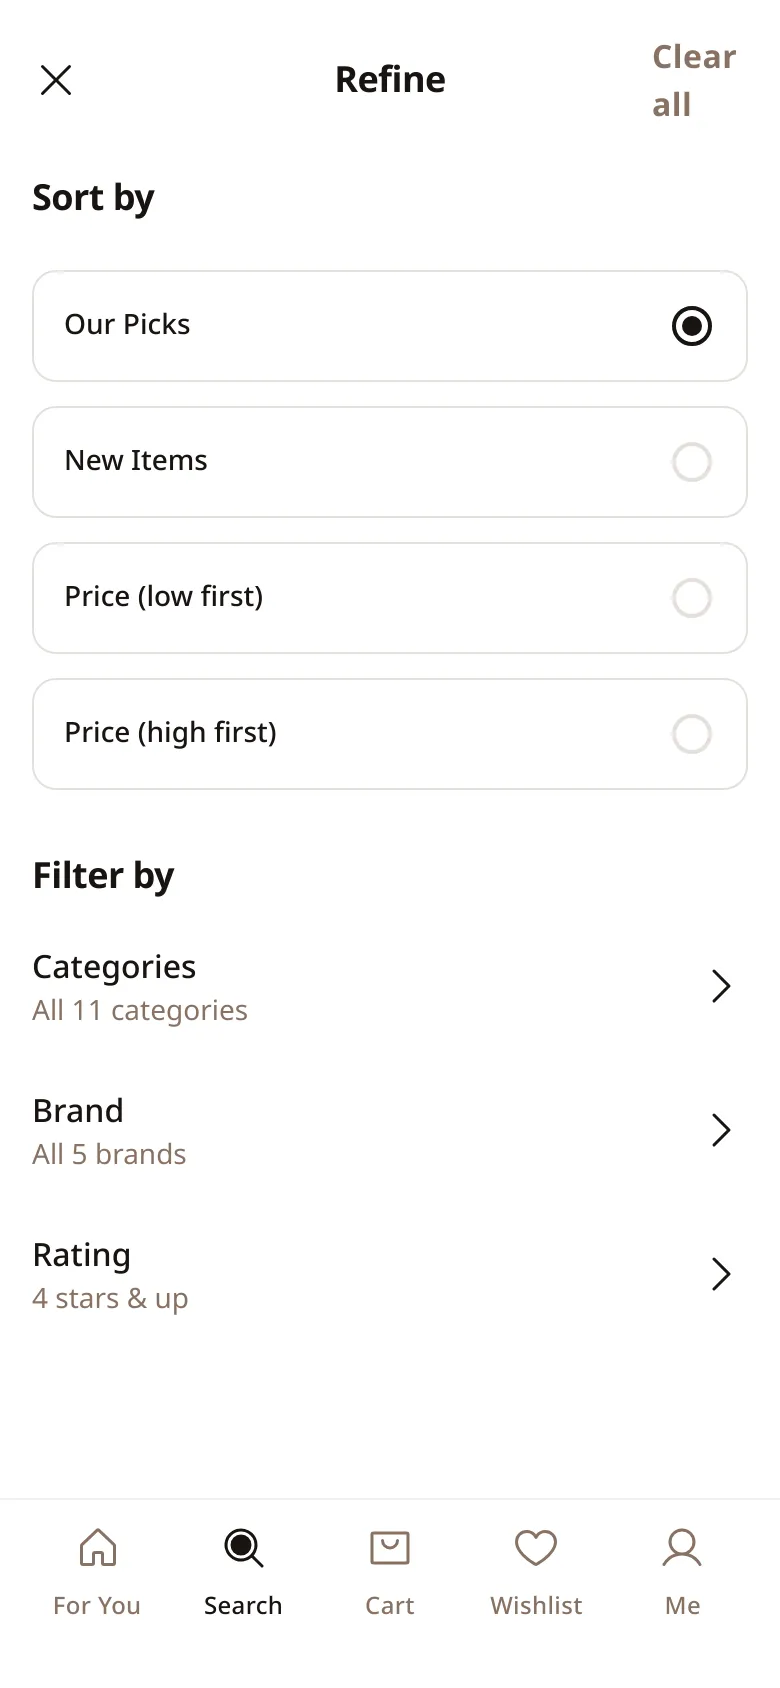 Refine
Clear
all
Sort by
Our Picks
New Items
Price (low first)
Price (high first)
Filter by
Categories
All 11 categories
Brand
All 5 brands
Rating
4 stars & up
For You
Search
Cart
Wishlist
Me